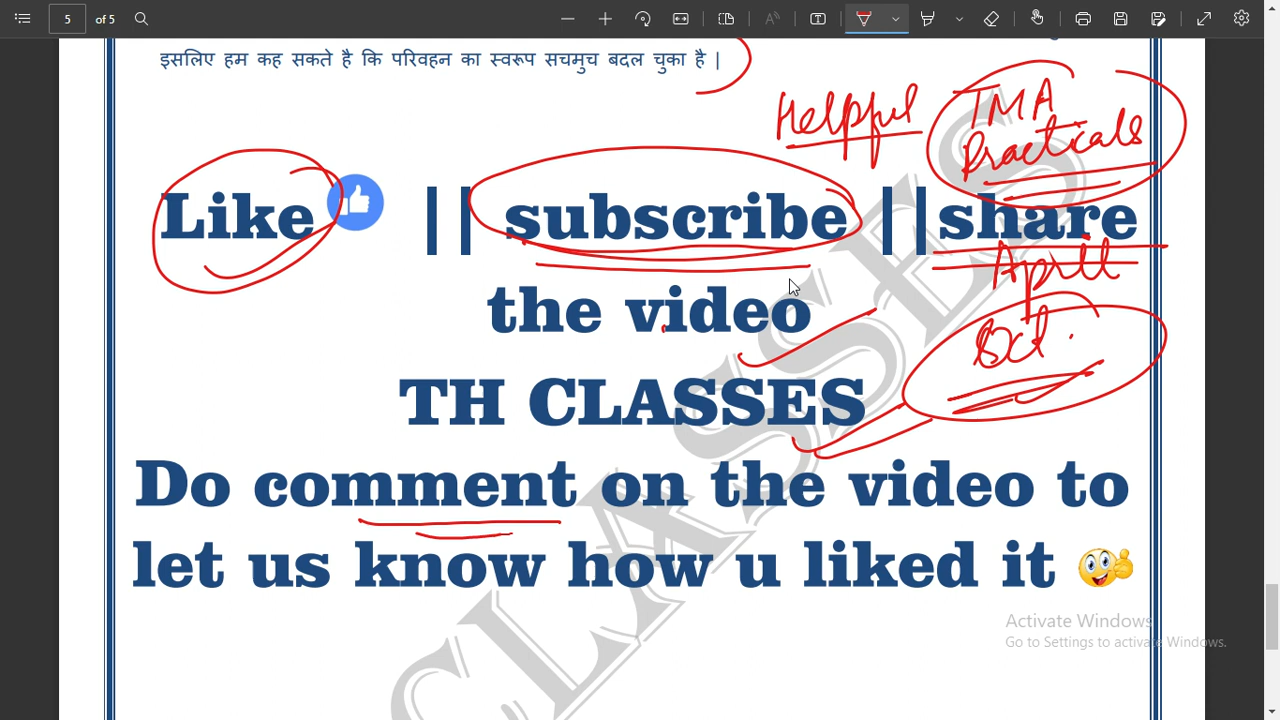 5 of 5
इसलिए हम कह सकते है कि परिवहन का स्वरूप सचमुच बदल चुका है |
Helpful TMA
Practicals
Like || subscribe || share
April
the video
Oct.
TH CLASSES
Do comment on the video to
let us know how u liked it
CLASSES
Activate Windows
Go to Settings to activate Windows.